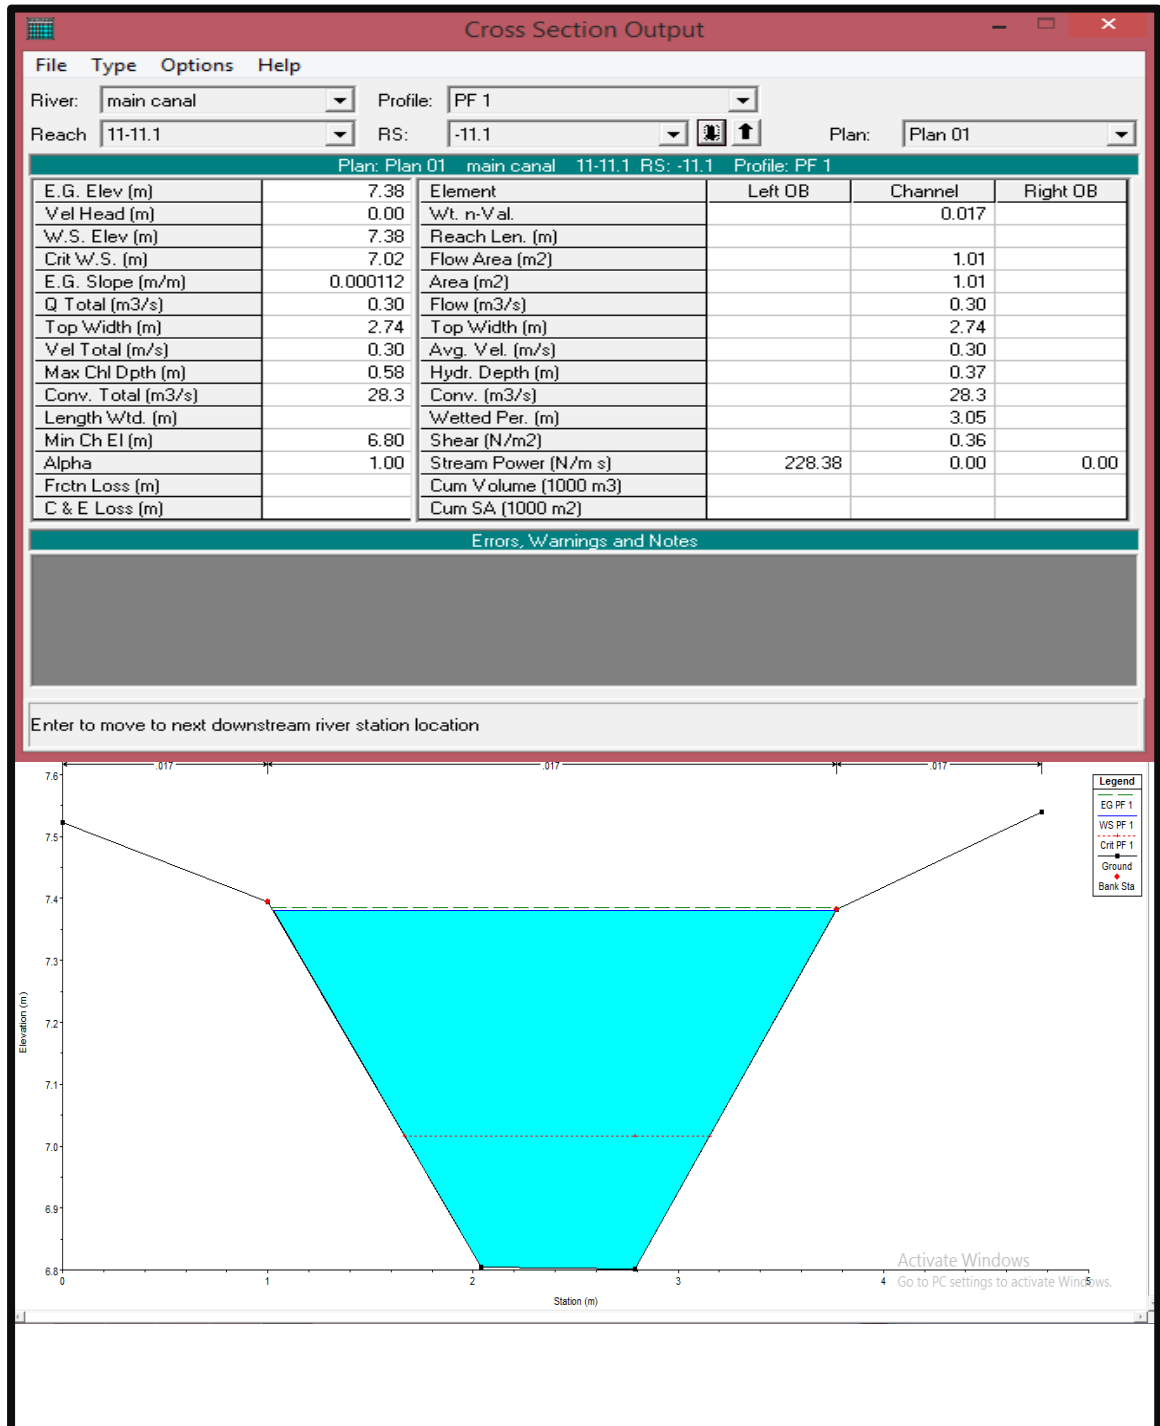 Cross Section Output
File Type Options Help
River: main canal Profile: PF 1
Reach 11-11.1 RS: -11.1 Plan: Plan 01
Plan: Plan 01 main canal 11-11.1 RS: -11.1 Profile: PF 1
E.G. Elev (m) 7.38 Element Left OB Channel Right OB
Vel Head (m) 0.00 Wt. n-Val. 0.017
W.S. Elev (m) 7.38 Reach Len. (m)
Crit W.S. (m) 7.02 Flow Area (m2) 1.01
E.G. Slope (m/m) 0.000112 Area (m2) 1.01
Q Total (m3/s) 0.30 Flow (m3/s) 0.30
Top Width (m) 2.74 Top Width (m) 2.74
Vel Total (m/s) 0.30 Avg. Vel. (m/s) 0.30
Max Chl Dpth (m) 0.58 Hydr. Depth (m) 0.37
Conv. Total (m3/s) 28.3 Conv. (m3/s) 28.3
Length Wtd. (m) Wetted Per. (m) 3.05
Min Ch El (m) 6.80 Shear (N/m2) 0.36
Alpha 1.00 Stream Power (N/m s) 228.38 0.00 0.00
Frctn Loss (m) Cum Volume (1000 m3)
C & E Loss (m) Cum SA (1000 m2)
Errors, Warnings and Notes
Enter to move to next downstream river station location
.017 .017 .017
Legend
EG PF 1
WS PF 1
Crit PF 1
Ground
Bank Sta
7.6
7.5
7.4
7.3
7.2
7.1
7.0
6.9
6.8
Elevation (m)
0 1 2 3 4 5
Station (m)
Activate Windows
Go to PC settings to activate Windows.